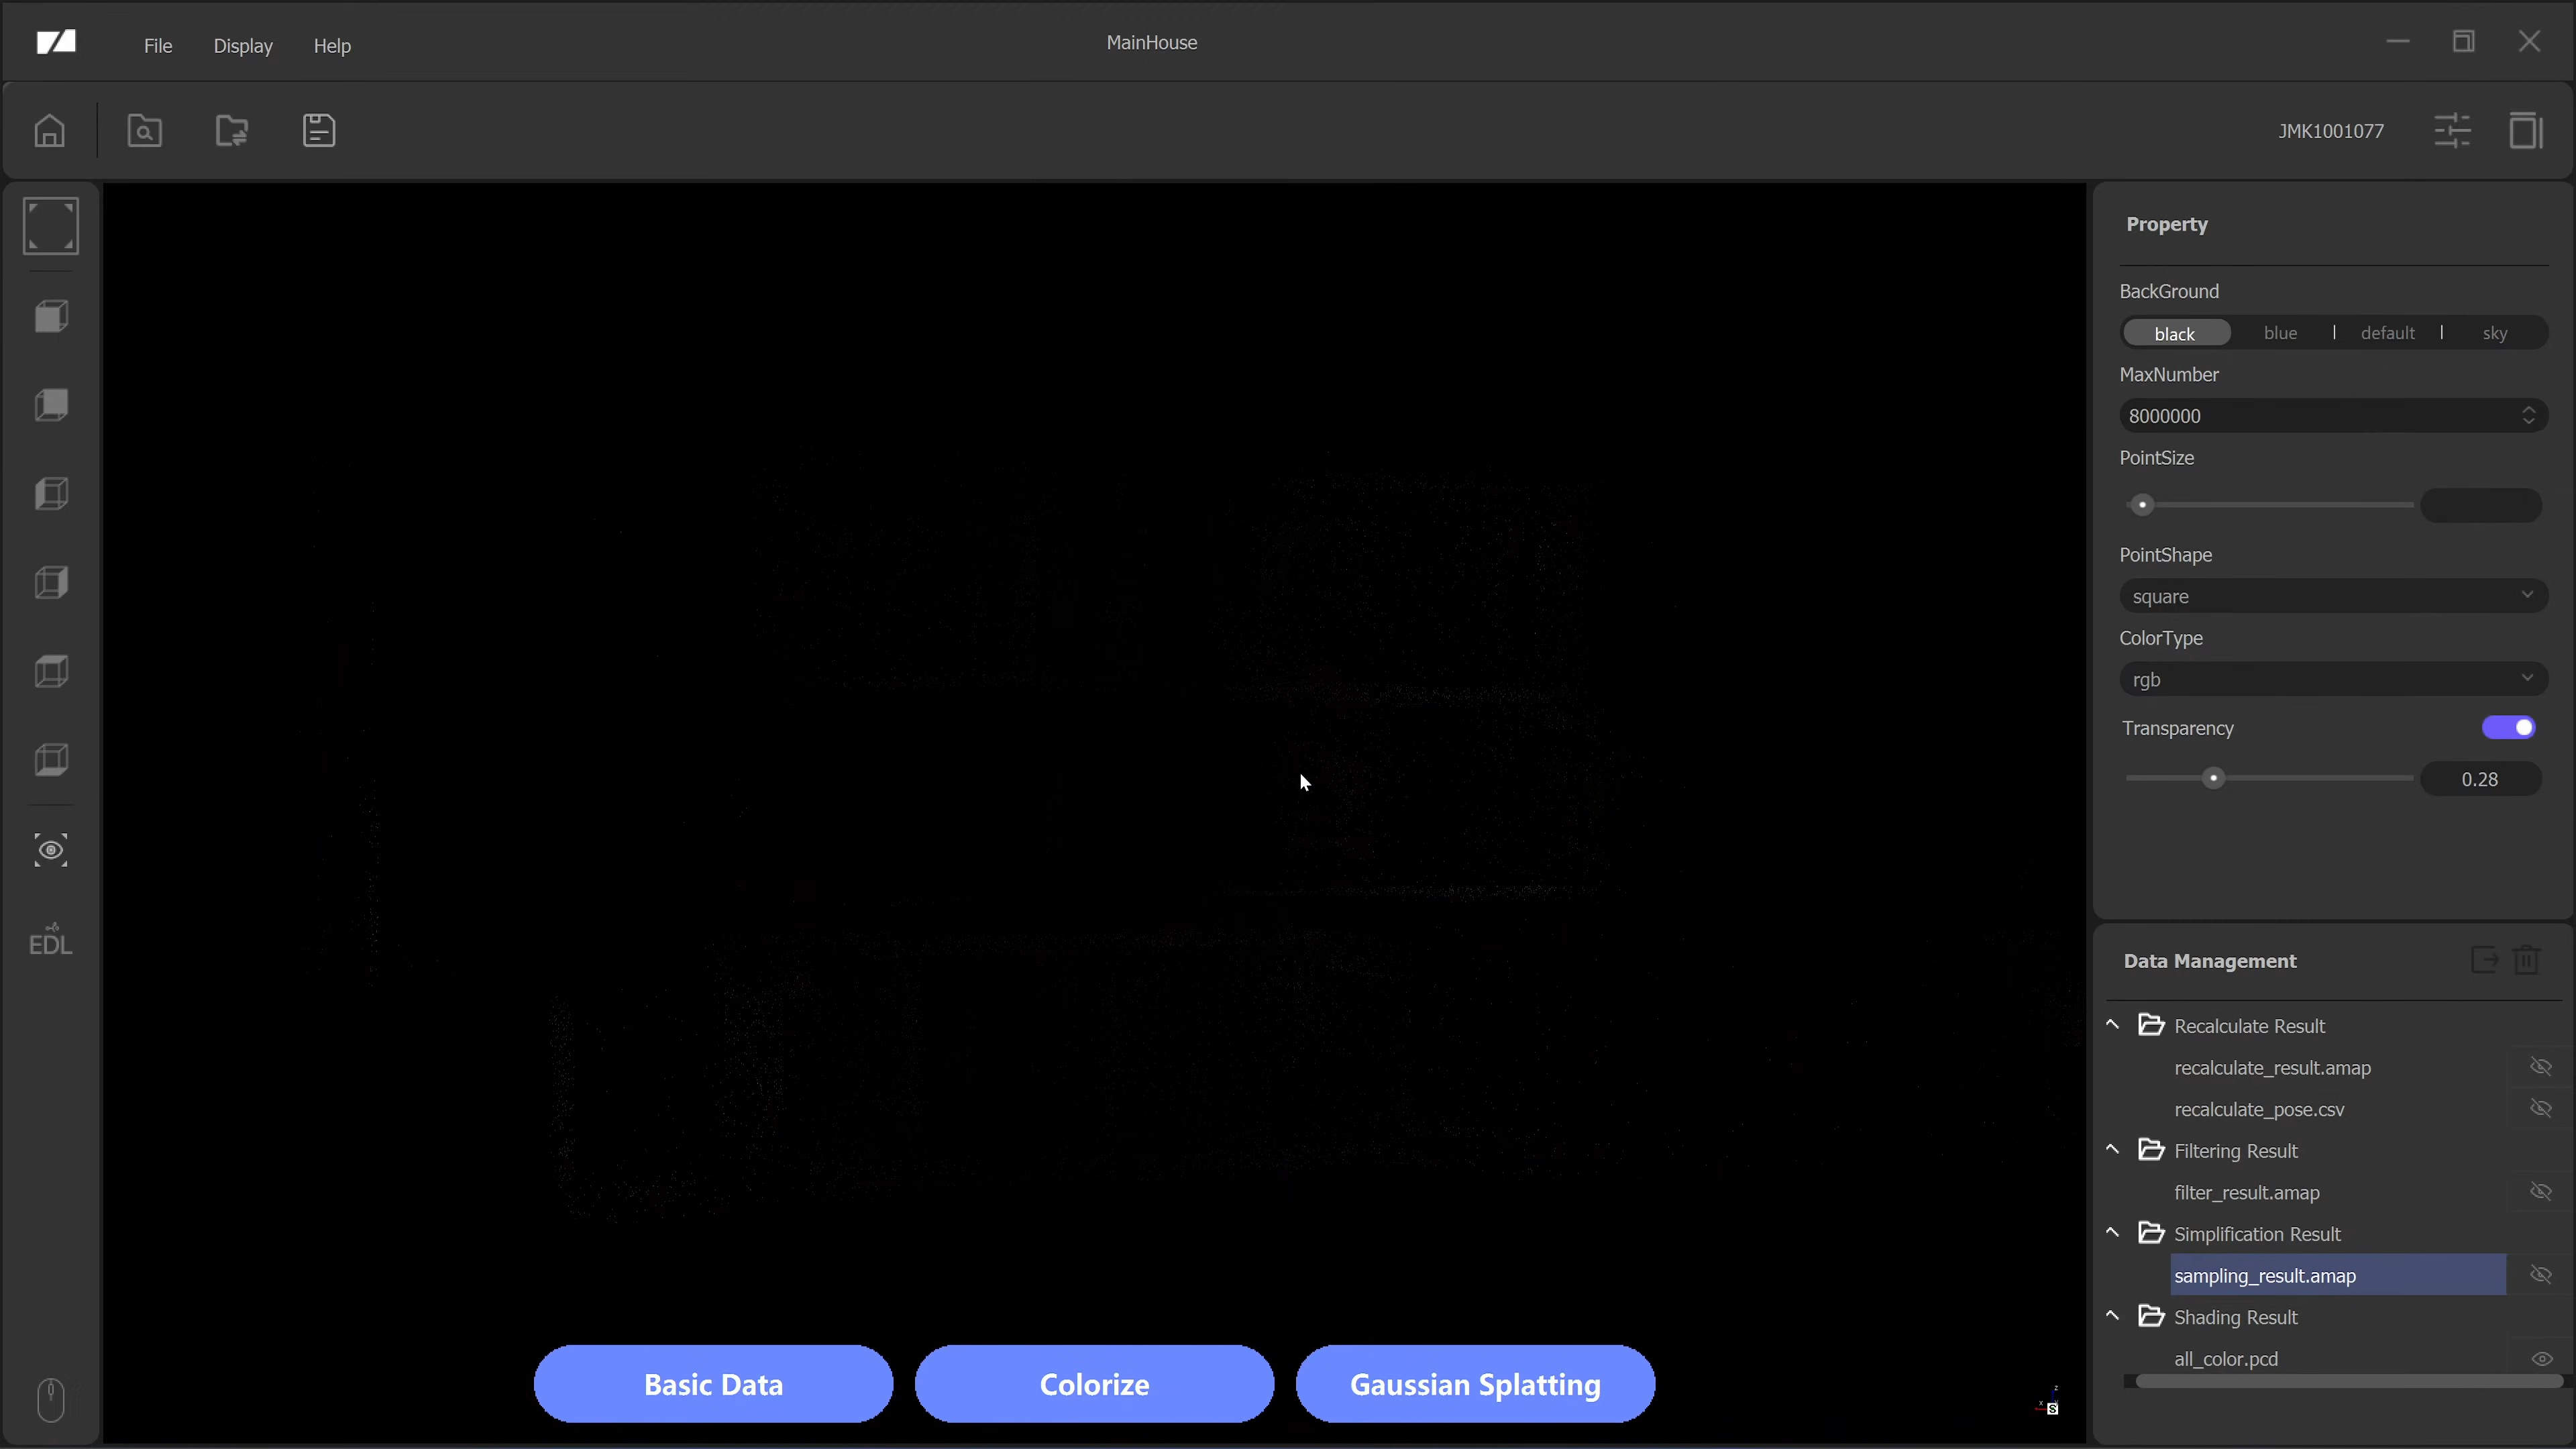 File Display Help MainHouse
JMK1001077
Property
BackGround
black blue default sky
MaxNumber
8000000
PointSize
PointShape
square
ColorType
rgb
Transparency
0.28
EDL
Data Management
Recalculate Result
recalculate_result.amap
recalculate_pose.csv
Filtering Result
filter_result.amap
Simplification Result
sampling_result.amap
Shading Result
all_color.pcd
Basic Data Colorize Gaussian Splatting
z
x
S